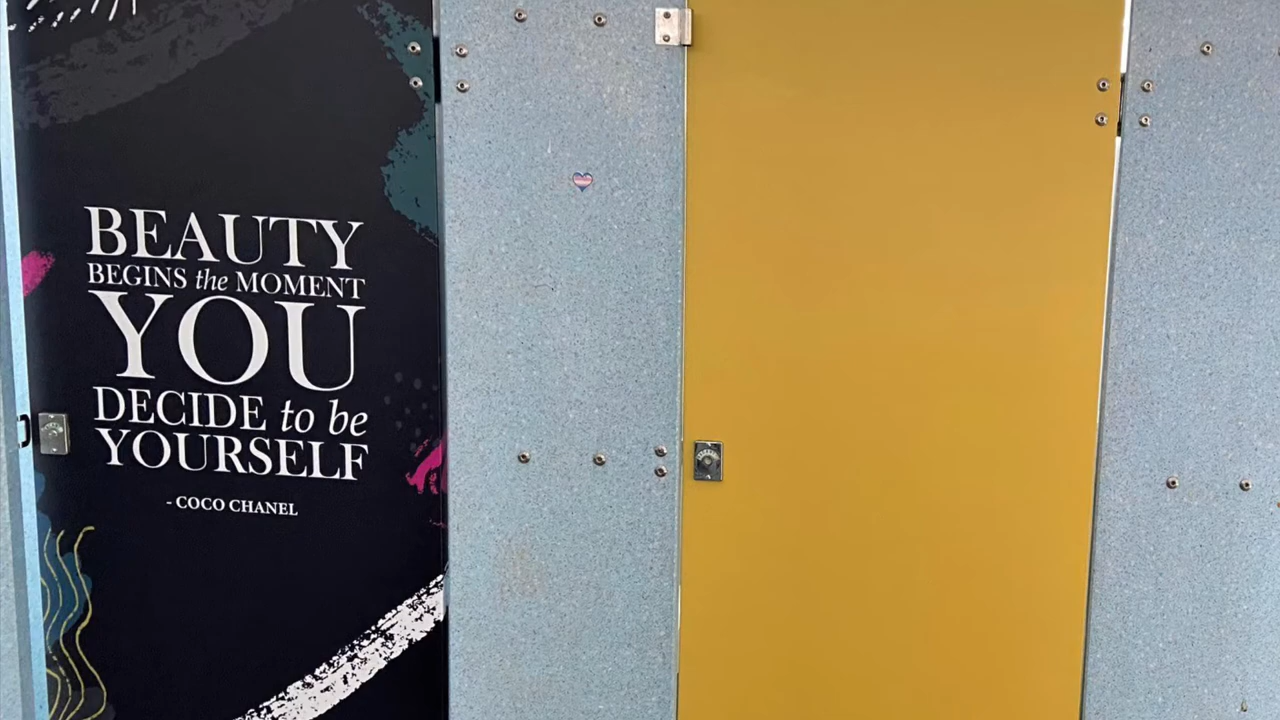 BEAUTY
BEGINS the MOMENT
YOU
DECIDE to be
YOURSELF
- COCO CHANEL